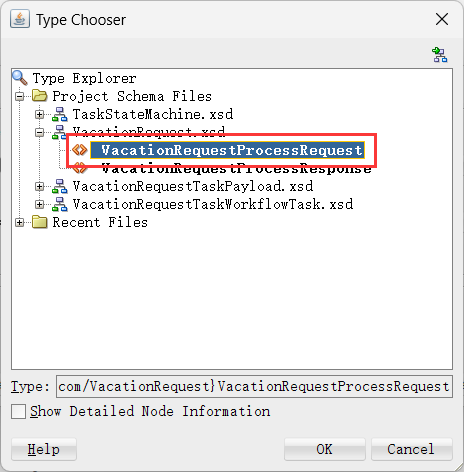 Type Chooser
Type Explorer
Project Schema Files
TaskStateMachine.xsd
VacationRequest.xsd
VacationRequestProcessRequest
VacationRequestProcessResponse
VacationRequestTaskPayload.xsd
VacationRequestTaskWorkflowTask.xsd
Recent Files
Type: com/VacationRequest}VacationRequestProcessRequest
Show Detailed Node Information
Help OK Cancel